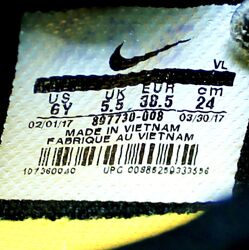 VL
US UK EUR cm
6Y 5.5 38.5 24
02/01/17 897730-008 03/30/17
MADE IN VIETNAM
FABRIQUE AU VIETNAM
UPC